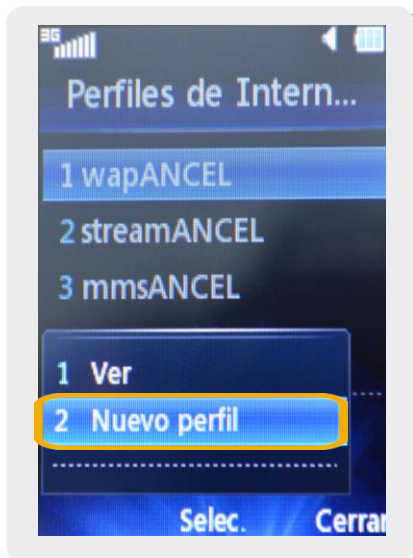 3G
Perfiles de Intern...
1 wapANCEL
2 streamANCEL
3 mmsANCEL
1 Ver
2 Nuevo perfil
Selec. Cerrar